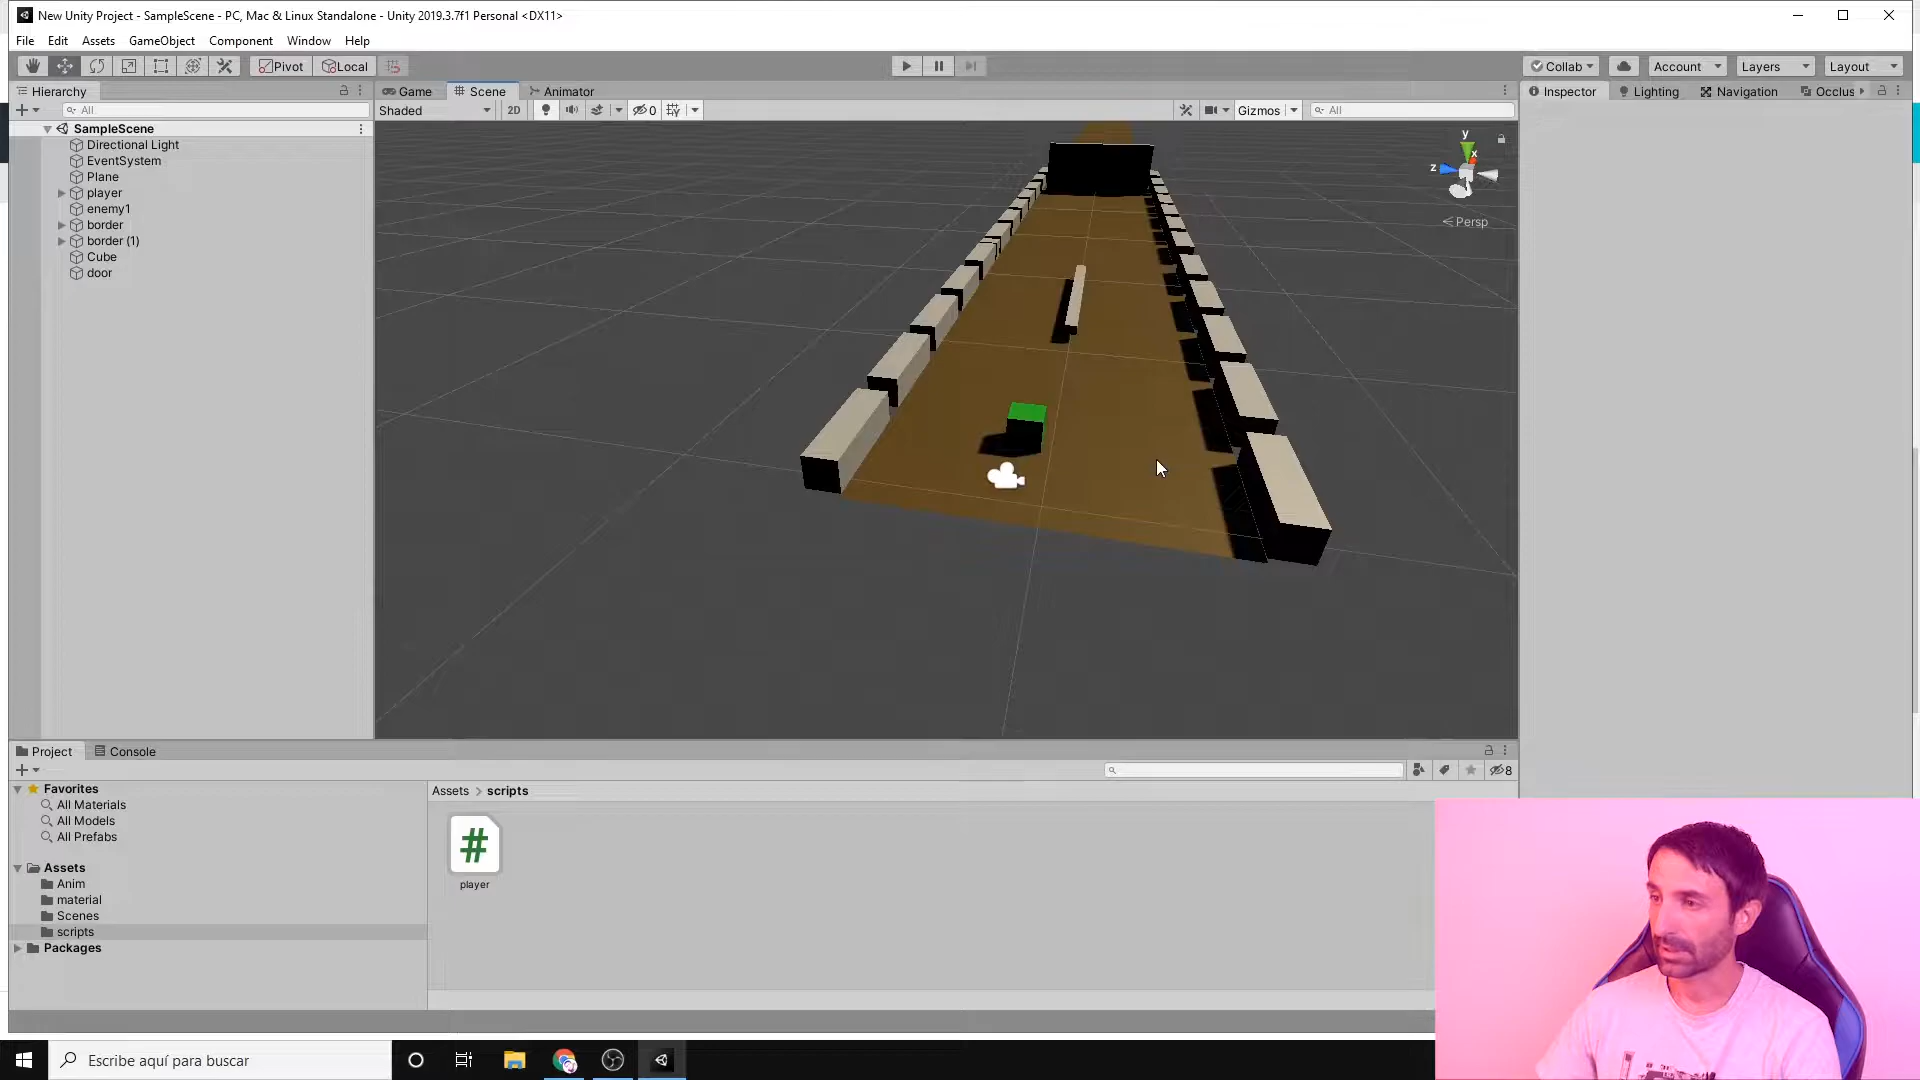 New Unity Project - SampleScene - PC, Mac & Linux Standalone - Unity 2019.3.7f1 Personal <DX11>
File Edit Assets GameObject Component Window Help
Pivot Local Collab Account Layers Layout
Hierarchy Game Scene Animator Inspector Lighting Navigation Occlus
All Shaded 2D 0 Gizmos All
SampleScene
Directional Light
EventSystem
Plane
player
enemy1
border
border (1)
Cube
door
y
x
z
< Persp
Project Console
8
Favorites
All Materials
All Models
All Prefabs
Assets
Anim
material
Scenes
scripts
Packages
Assets > scripts
#
player
Escribe aquí para buscar